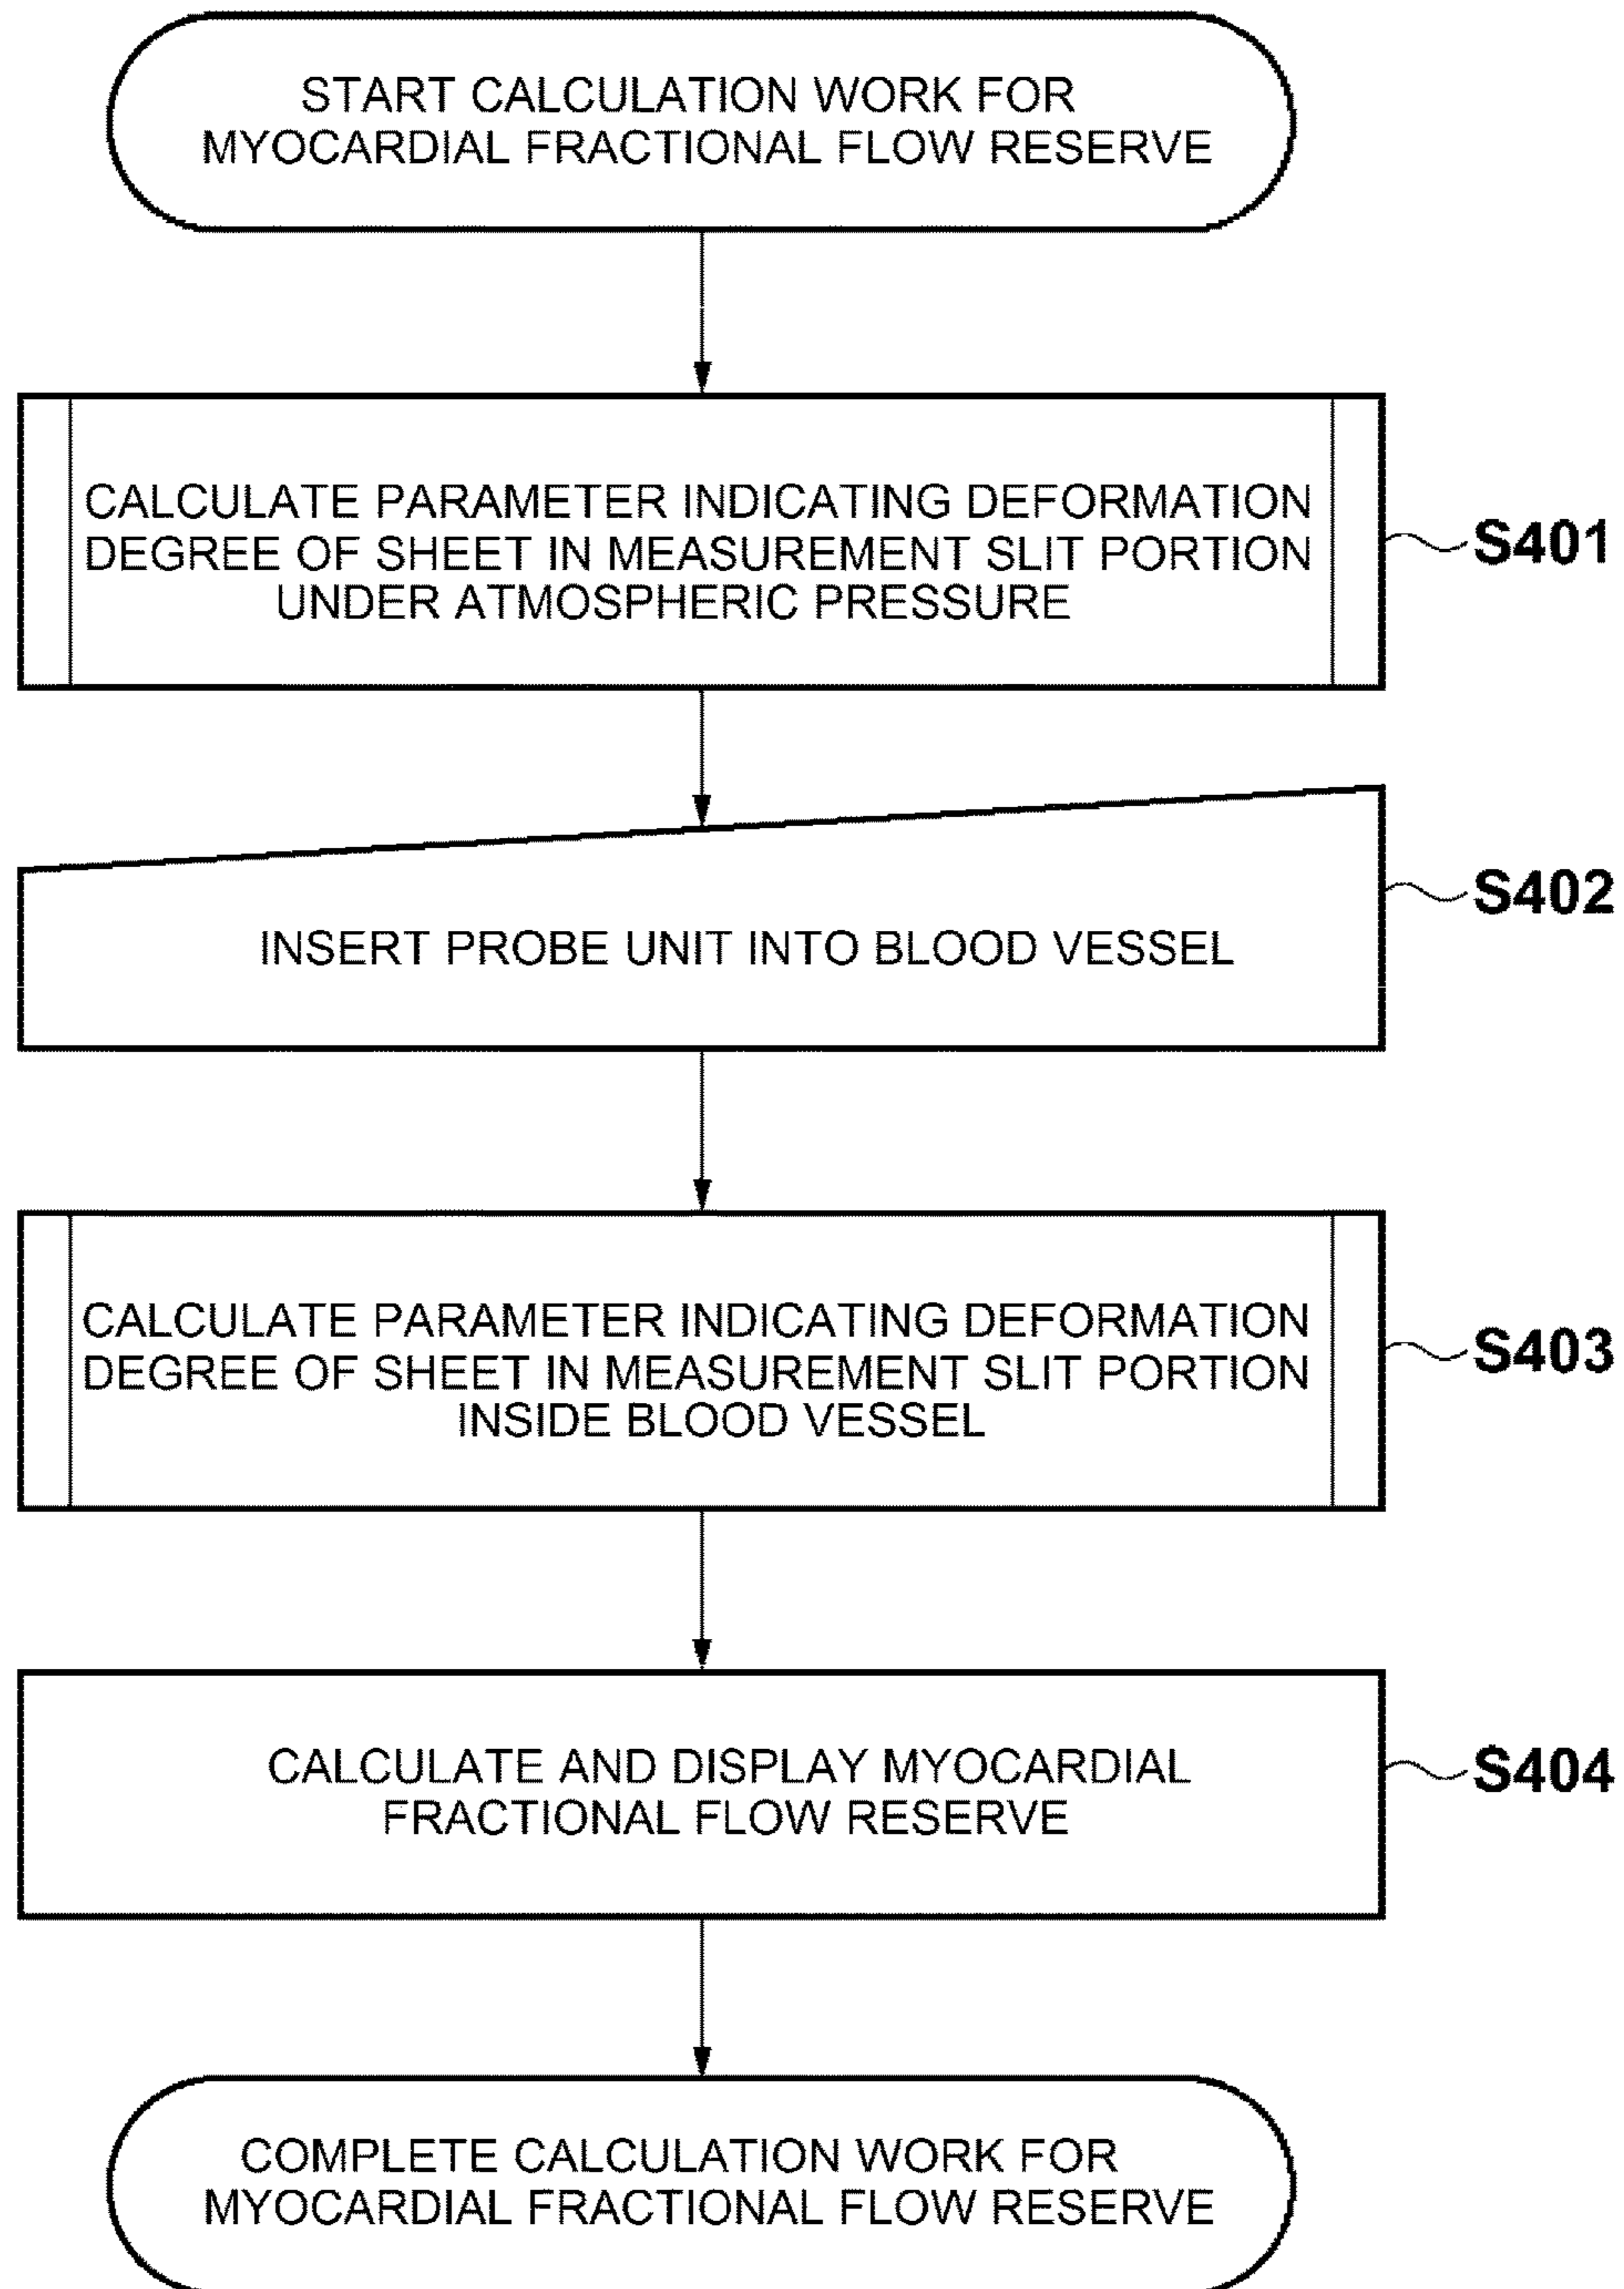 START CALCULATION WORK FOR
MYOCARDIAL FRACTIONAL FLOW RESERVE
CALCULATE PARAMETER INDICATING DEFORMATION
DEGREE OF SHEET IN MEASUREMENT SLIT PORTION
UNDER ATMOSPHERIC PRESSURE
S401
INSERT PROBE UNIT INTO BLOOD VESSEL
S402
CALCULATE PARAMETER INDICATING DEFORMATION
DEGREE OF SHEET IN MEASUREMENT SLIT PORTION
INSIDE BLOOD VESSEL
S403
CALCULATE AND DISPLAY MYOCARDIAL
FRACTIONAL FLOW RESERVE
S404
COMPLETE CALCULATION WORK FOR
MYOCARDIAL FRACTIONAL FLOW RESERVE